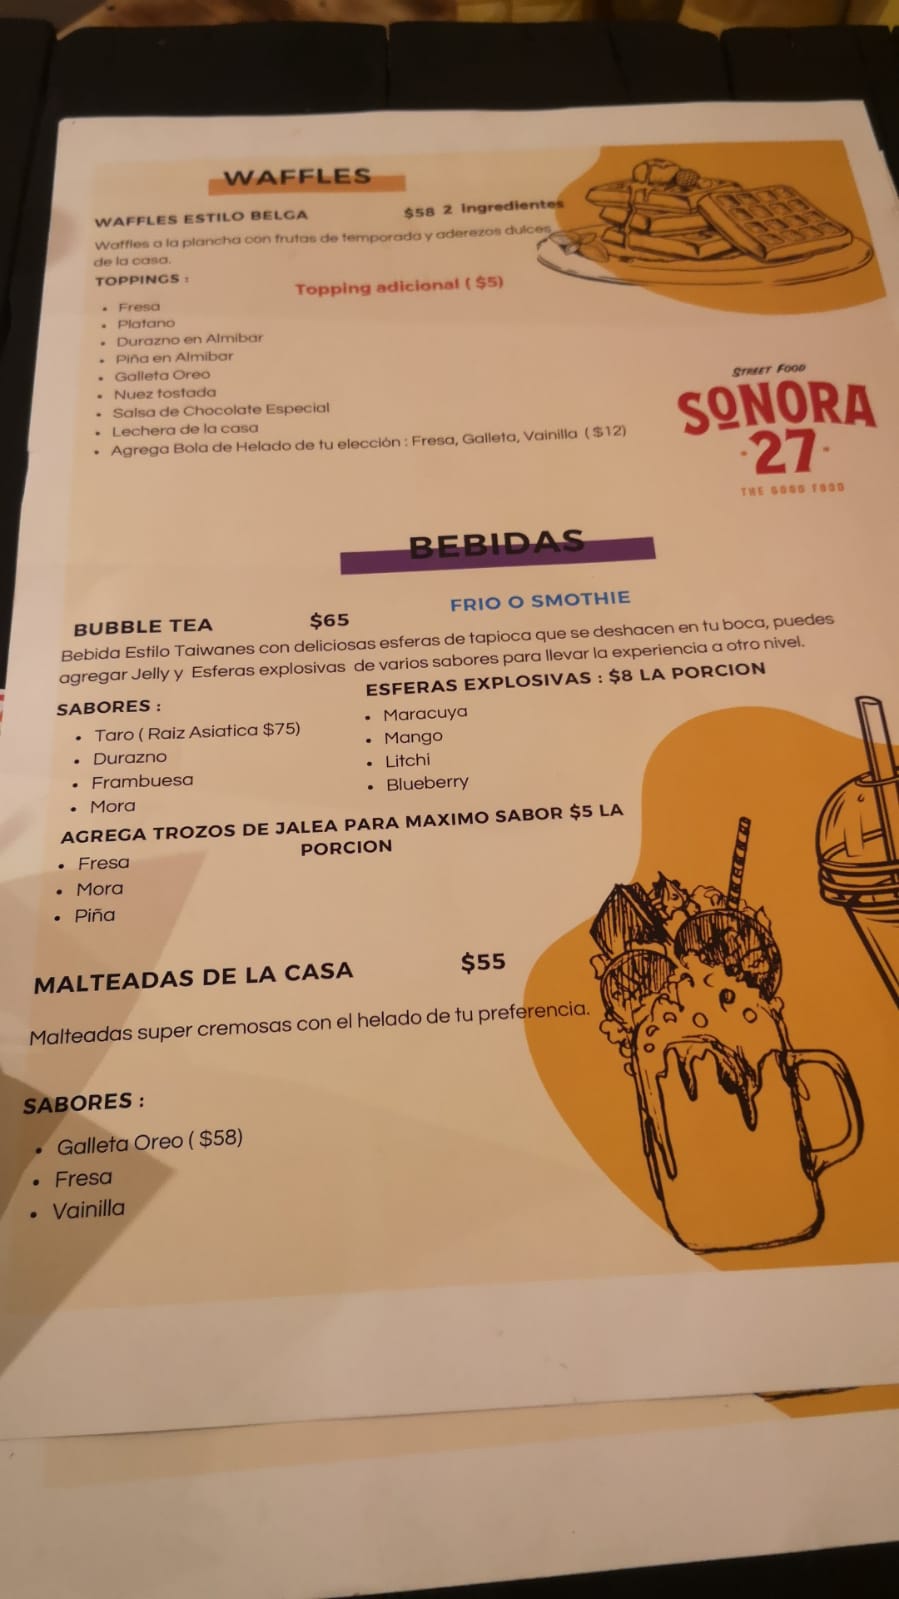 WAFFLES
WAFFLES ESTILO BELGA $58 2 Ingredientes
Waffles a la plancha con frutas de temporada y aderezos dulces
de la casa.
TOPPINGS :
Topping adicional ( $5)
• Fresa
• Platano
• Durazno en Almibar
• Piña en Almibar
• Galleta Oreo
• Nuez tostada
• Salsa de Chocolate Especial
• Lechera de la casa
• Agrega Bola de Helado de tu elección : Fresa, Galleta, Vainilla ( $12)
STREET FOOD
SONORA
·27·
THE GOOD FOOD
BEBIDAS
BUBBLE TEA $65 FRIO O SMOTHIE
Bebida Estilo Taiwanes con deliciosas esferas de tapioca que se deshacen en tu boca, puedes
agregar Jelly y Esferas explosivas de varios sabores para llevar la experiencia a otro nivel.
SABORES :
• Taro ( Raiz Asiatica $75)
• Durazno
• Frambuesa
• Mora
ESFERAS EXPLOSIVAS : $8 LA PORCION
• Maracuya
• Mango
• Litchi
• Blueberry
AGREGA TROZOS DE JALEA PARA MAXIMO SABOR $5 LA
PORCION
• Fresa
• Mora
• Piña
MALTEADAS DE LA CASA $55
Malteadas super cremosas con el helado de tu preferencia.
SABORES :
• Galleta Oreo ( $58)
• Fresa
• Vainilla